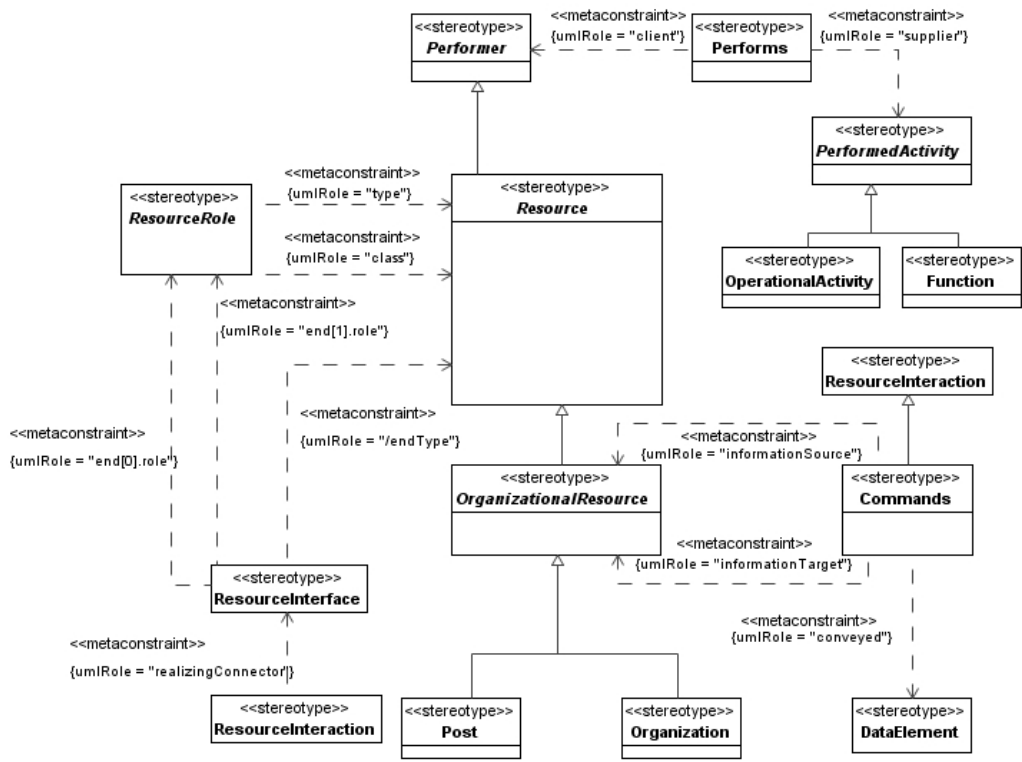 <<stereotype>>
Performer
<<metaconstraint>>
{umlRole = "client"}
<<stereotype>>
Performs
<<metaconstraint>>
{umlRole = "supplier"}
<<stereotype>>
PerformedActivity
<<stereotype>>
ResourceRole
<<metaconstraint>>
{umlRole = "type"}
<<metaconstraint>>
{umlRole = "class"}
<<stereotype>>
Resource
<<stereotype>>
OperationalActivity
<<stereotype>>
Function
<<metaconstraint>>
{umlRole = "end[1].role"}
<<stereotype>>
ResourceInteraction
<<metaconstraint>>
{umlRole = "/endType"}
<<metaconstraint>>
{umlRole = "end[0].role"}
<<metaconstraint>>
{umlRole = "informationSource"}
<<stereotype>>
OrganizationalResource
<<stereotype>>
Commands
<<metaconstraint>>
{umlRole = "informationTarget"}
<<stereotype>>
ResourceInterface
<<metaconstraint>>
{umlRole = "conveyed"}
<<metaconstraint>>
{umlRole = "realizingConnector"}
<<stereotype>>
ResourceInteraction
<<stereotype>>
Post
<<stereotype>>
Organization
<<stereotype>>
DataElement